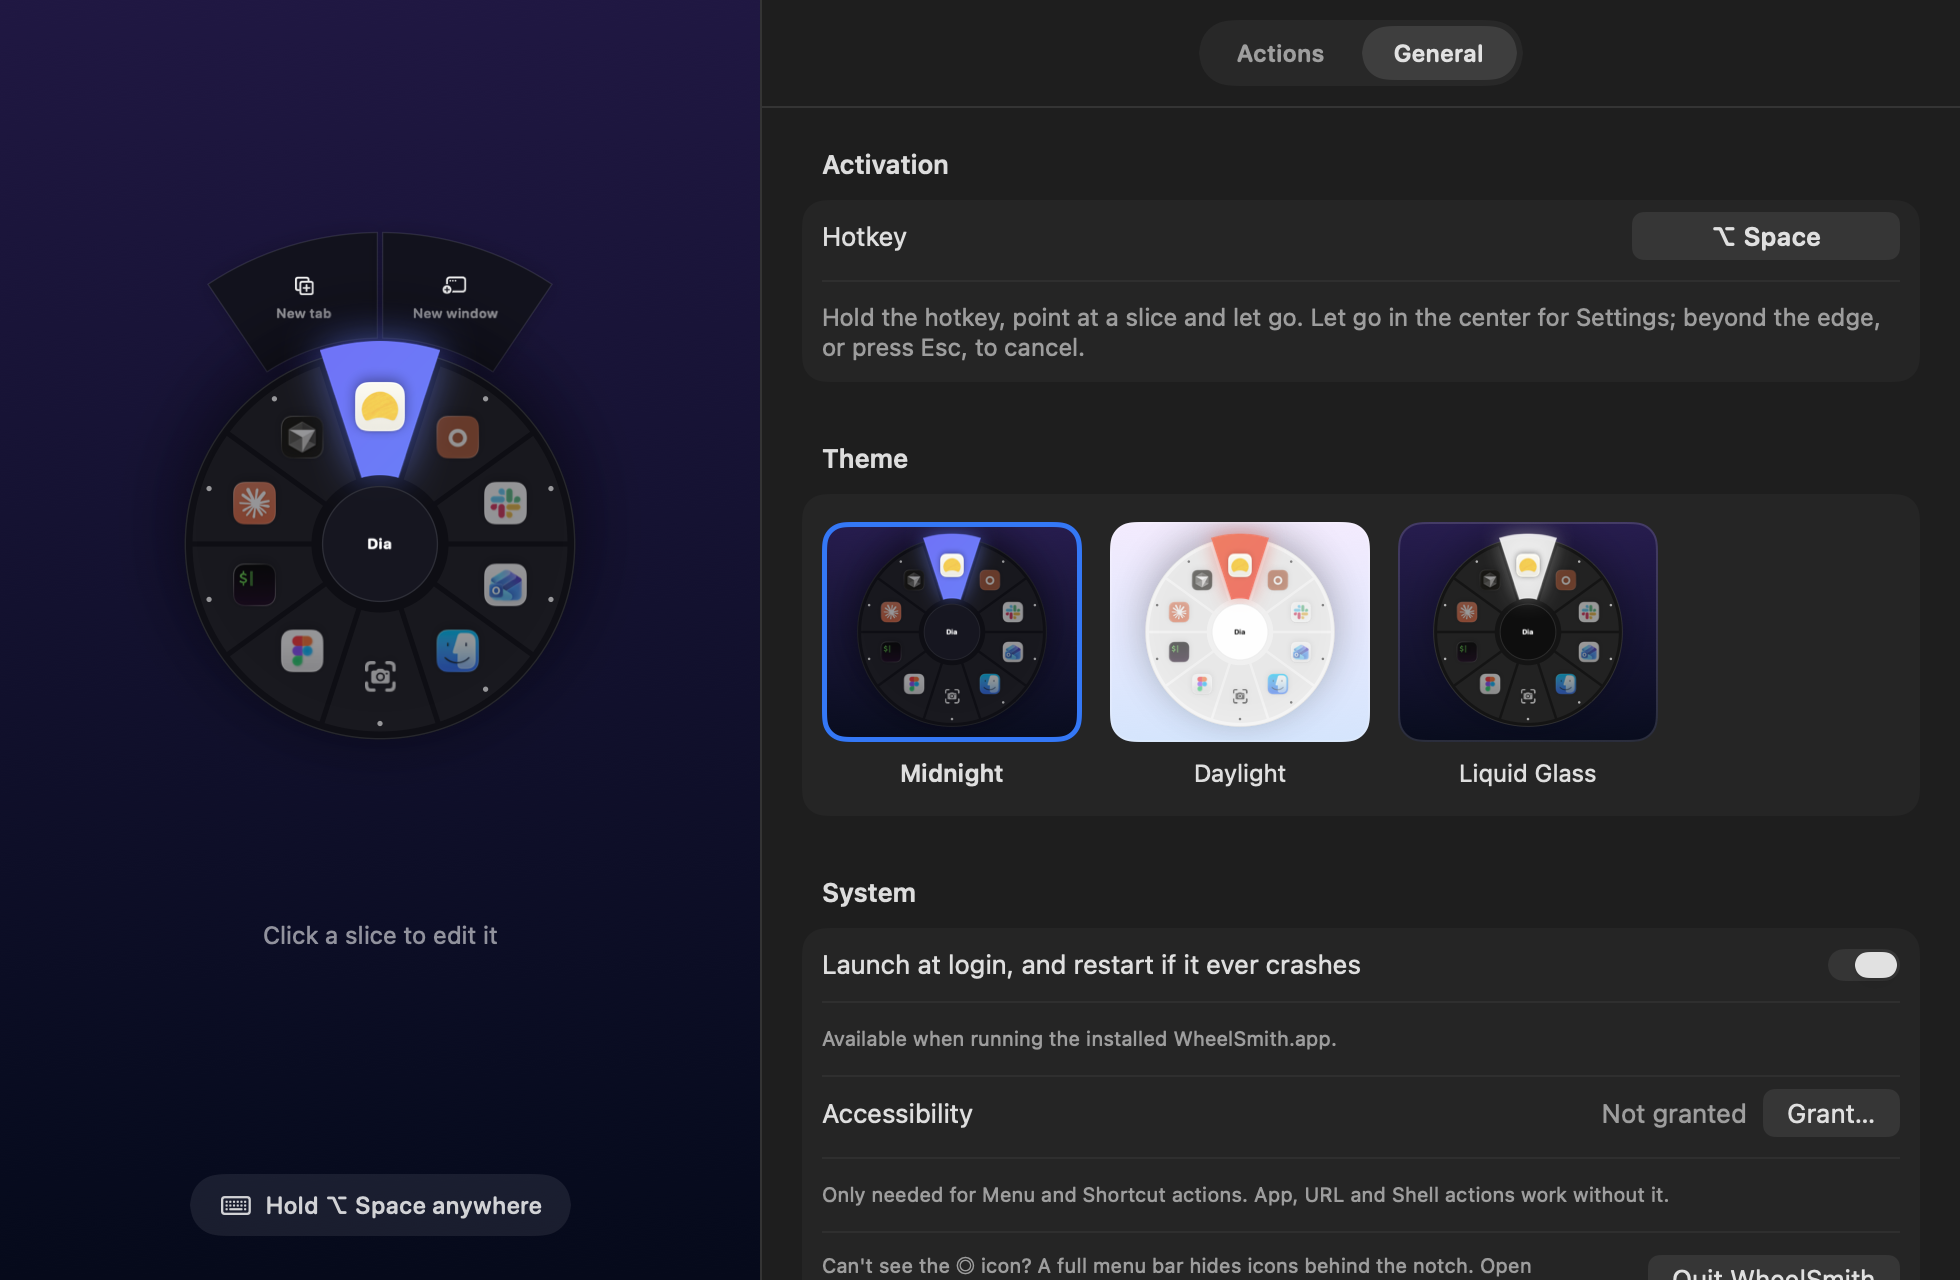 Actions
General
Activation
Hotkey
⌥ Space
Hold the hotkey, point at a slice and let go. Let go in the center for Settings; beyond the edge,
or press Esc, to cancel.
Theme
Dia
Midnight
Dia
Daylight
Dia
Liquid Glass
System
Launch at login, and restart if it ever crashes
Available when running the installed WheelSmith.app.
Accessibility
Not granted
Grant...
Only needed for Menu and Shortcut actions. App, URL and Shell actions work without it.
Can't see the ◎ icon? A full menu bar hides icons behind the notch. Open
Quit WheelSmith
New tab
New window
Dia
$
Click a slice to edit it
Hold ⌥ Space anywhere